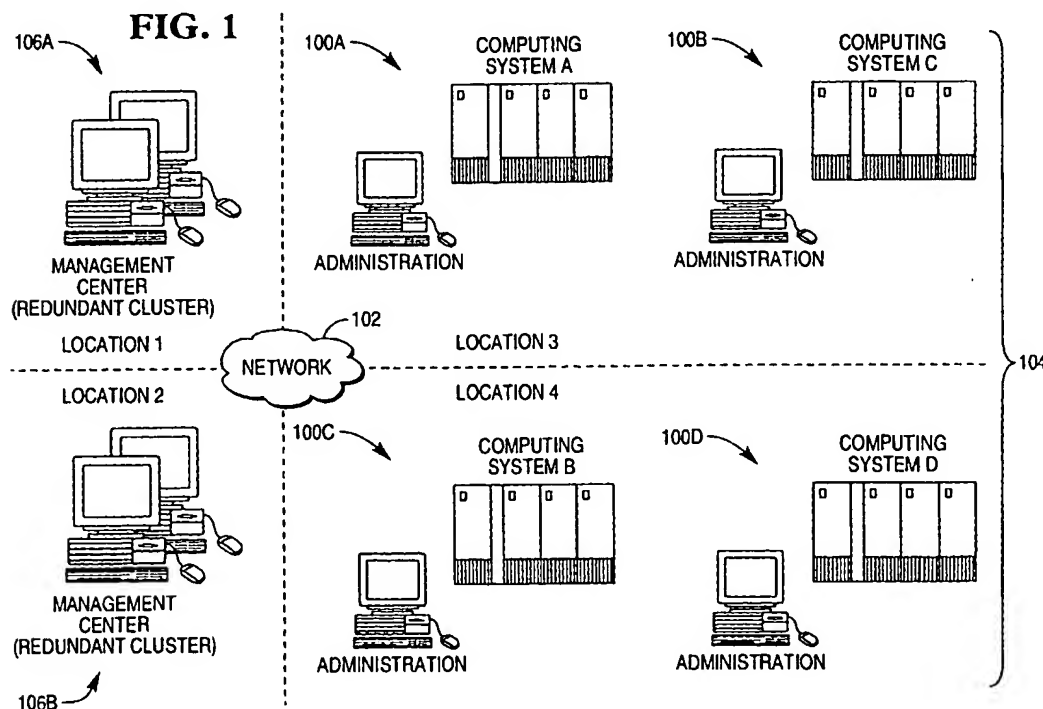 FIG. 1
106A
MANAGEMENT
CENTER
(REDUNDANT CLUSTER)
LOCATION 1
100A
COMPUTING
SYSTEM A
ADMINISTRATION
100B
COMPUTING
SYSTEM C
ADMINISTRATION
LOCATION 3
102
NETWORK
104
LOCATION 2
MANAGEMENT
CENTER
(REDUNDANT CLUSTER)
106B
LOCATION 4
100C
COMPUTING
SYSTEM B
ADMINISTRATION
100D
COMPUTING
SYSTEM D
ADMINISTRATION